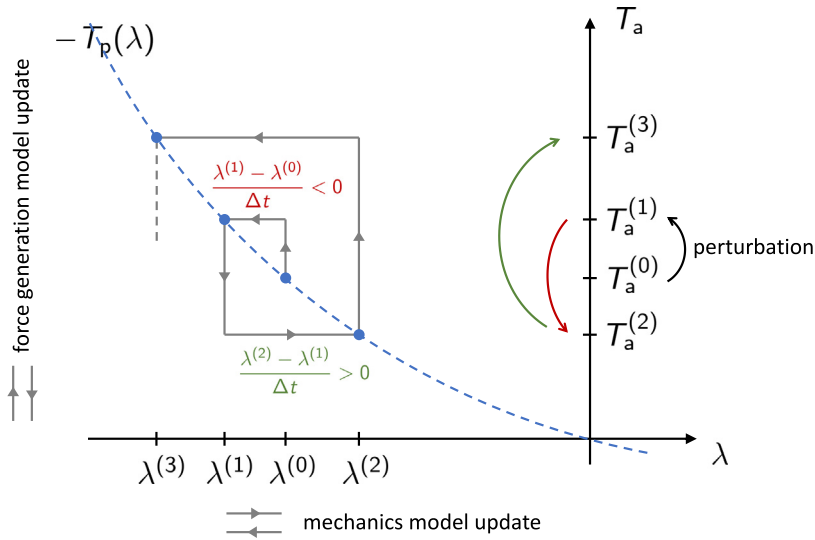 T_a
− T_p(λ)
force generation model update
T_a^(3)
(λ^(1) − λ^(0)) / Δt < 0
T_a^(1)
perturbation
T_a^(0)
T_a^(2)
(λ^(2) − λ^(1)) / Δt > 0
λ
λ^(3) λ^(1) λ^(0) λ^(2)
mechanics model update